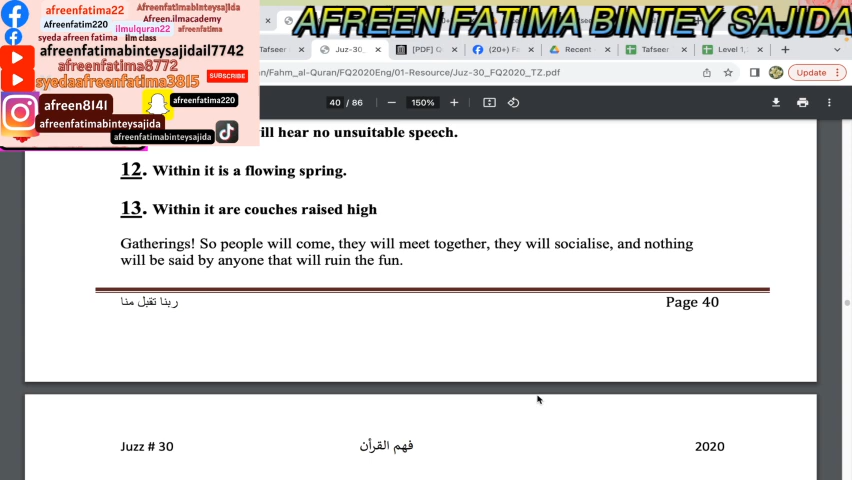 AFREEN FATIMA BINTEY SAJIDA
afreenfatima22
Afreenfatimabinteysajida
Afreenfatim220
Afreen.ilmacademy
ilmulquran22
afreenfatima
syeda afreen fatima
ilm class
afreenfatimabinteysajidail7742
afreenfatima8772
syedaafreenfatima3815
SUBSCRIBE
afreen8141
afreenfatima220
afreenfatimabinteysajida
afreenfatimabinteysajida
Tafseer
Juz-30_
[PDF] Q
(20+) F
Recent
Tafseer
Level 1,
an/Fahm_al-Quran/FQ2020Eng/01-Resource/Juz-30_FQ2020_TZ.pdf
Update
40 / 86
150%
ill hear no unsuitable speech.
12. Within it is a flowing spring.
13. Within it are couches raised high
Gatherings! So people will come, they will meet together, they will socialise, and nothing
will be said by anyone that will ruin the fun.
ربنا تقبل منا
Page 40
Juzz # 30
فهم القرآن
2020